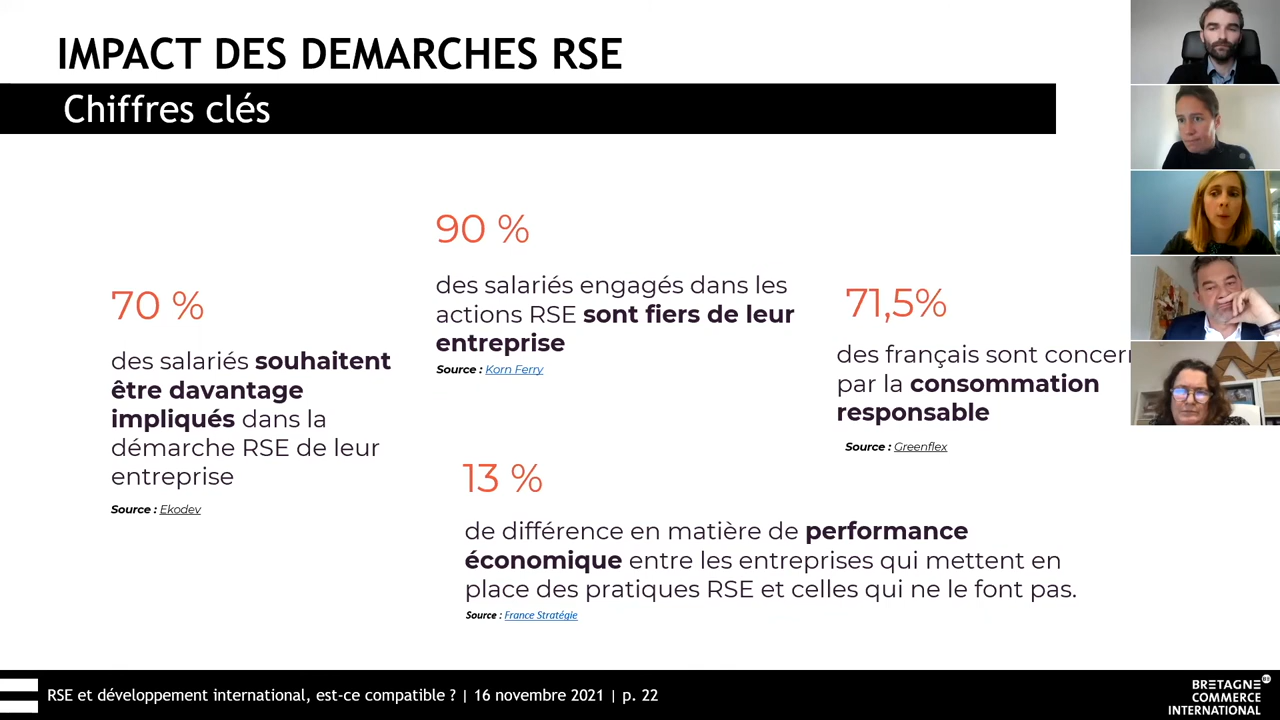 IMPACT DES DEMARCHES RSE
Chiffres clés
70 %
des salariés souhaitent
être davantage
impliqués dans la
démarche RSE de leur
entreprise
Source : Ekodev
90 %
des salariés engagés dans les
actions RSE sont fiers de leur
entreprise
Source : Korn Ferry
71,5%
des français sont
par la consommation
responsable
Source : Greenflex
13 %
de différence en matière de performance
économique entre les entreprises qui mettent en
place des pratiques RSE et celles qui ne le font pas.
Source : France Stratégie
RSE et développement international, est-ce compatible ? | 16 novembre 2021 | p. 22
BRETAGNE
COMMERCE
INTERNATIONAL